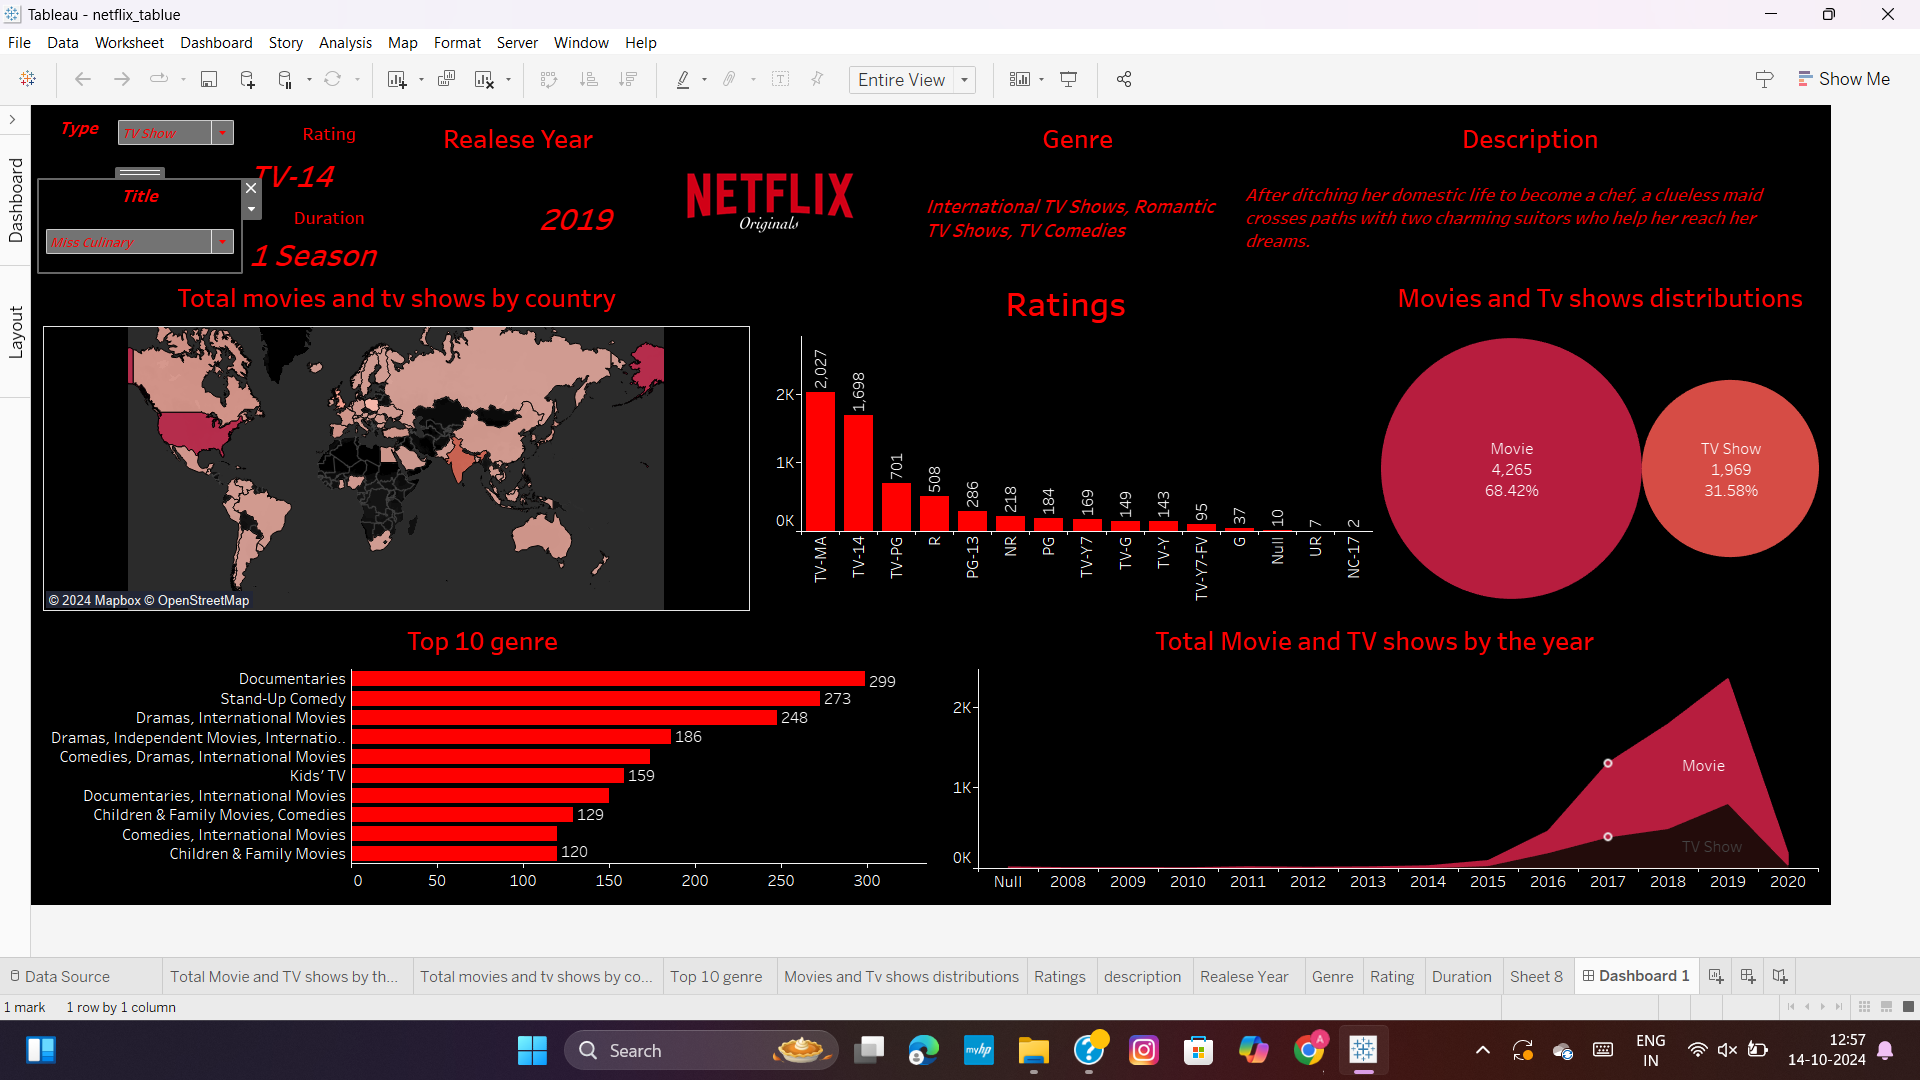 Tableau - netflix_tablue
File Data Worksheet Dashboard Story Analysis Map Format Server Window Help
Entire View
Show Me
Dashboard
Layout
Type
TV Show
Title
Miss Culinary
Rating
TV-14
Duration
1 Season
Realese Year
2019
NETFLIX
Originals
Genre
International TV Shows, Romantic
TV Shows, TV Comedies
Description
After ditching her domestic life to become a chef, a clueless maid
crosses paths with two charming suitors who help her reach her
dreams.
Total movies and tv shows by country
© 2024 Mapbox © OpenStreetMap
Ratings
2K
1K
0K
2,027
1,698
701
508
286
218
184
169
149
143
95
37
10
7
2
TV-MA
TV-14
TV-PG
R
PG-13
NR
PG
TV-Y7
TV-G
TV-Y
TV-Y7-FV
G
Null
UR
NC-17
Movies and Tv shows distributions
Movie
4,265
68.42%
TV Show
1,969
31.58%
Top 10 genre
Documentaries 299
Stand-Up Comedy 273
Dramas, International Movies 248
Dramas, Independent Movies, Internatio.. 186
Comedies, Dramas, International Movies
Kids' TV 159
Documentaries, International Movies
Children & Family Movies, Comedies 129
Comedies, International Movies
Children & Family Movies 120
0 50 100 150 200 250 300
Total Movie and TV shows by the year
2K
1K
0K
Movie
TV Show
Null 2008 2009 2010 2011 2012 2013 2014 2015 2016 2017 2018 2019 2020
Data Source Total Movie and TV shows by th... Total movies and tv shows by co... Top 10 genre Movies and Tv shows distributions Ratings description Realese Year Genre Rating Duration Sheet 8 Dashboard 1
1 mark 1 row by 1 column
Search
myhp
A
ENG
IN
12:57
14-10-2024